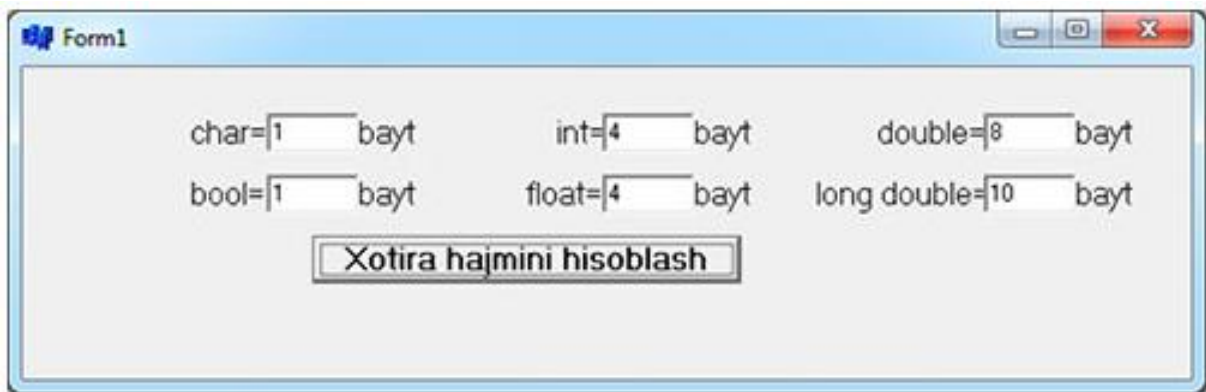 Form1
char=1 bayt int=4 bayt double=8 bayt
bool=1 bayt float=4 bayt long double=10 bayt
Xotira hajmini hisoblash